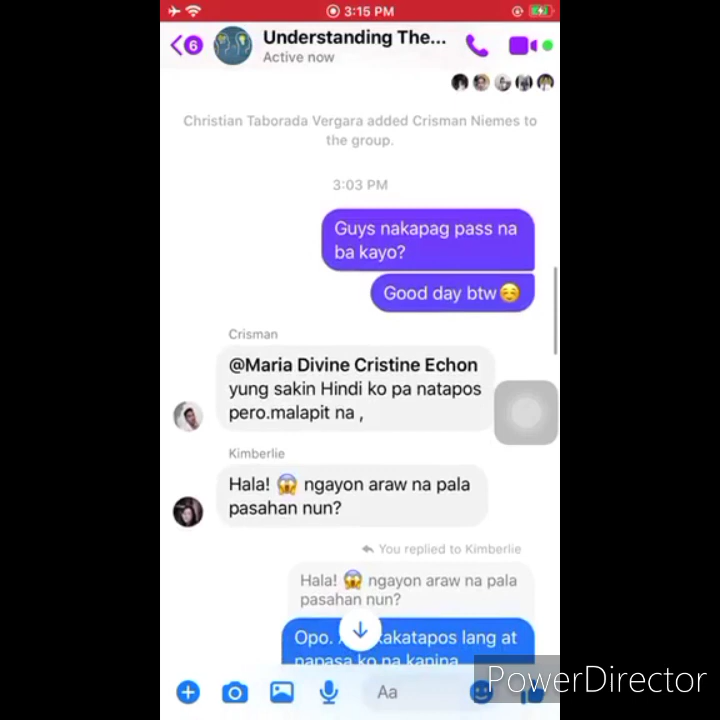 3:15 PM
6
Understanding The...
Active now
Christian Taborada Vergara added Crisman Niemes to
the group.
3:03 PM
Guys nakapag pass na
ba kayo?
Good day btw
Crisman
@Maria Divine Cristine Echon
yung sakin Hindi ko pa natapos
pero.malapit na ,
Kimberlie
Hala! 😱 ngayon araw na pala
pasahan nun?
You replied to Kimberlie
Hala! 😱 ngayon araw na pala
pasahan nun?
Opo. kakatapos lang at
napasa ko na kanina
Aa
PowerDirector